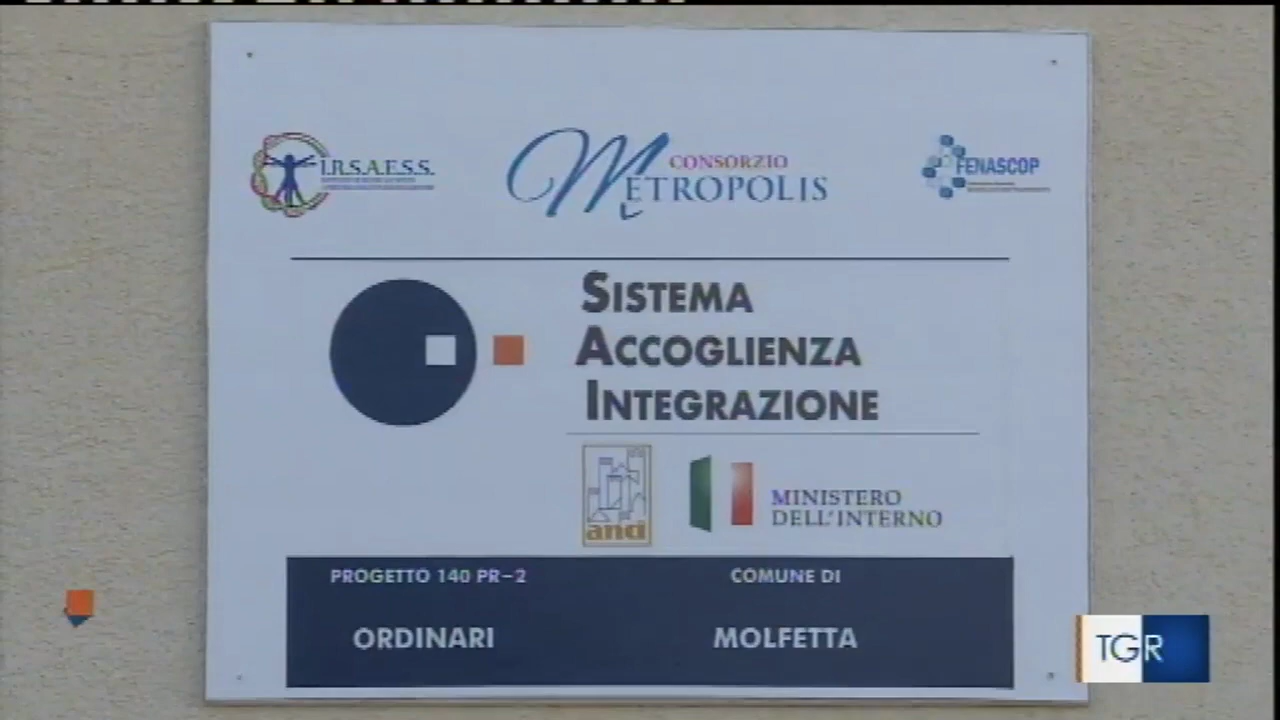 I.R.S.A.E.S.S.
CONSORZIO
METROPOLIS
FENASCOP
SISTEMA
ACCOGLIENZA
INTEGRAZIONE
anci
MINISTERO
DELL'INTERNO
PROGETTO 140 PR-2
COMUNE DI
ORDINARI
MOLFETTA
TGR